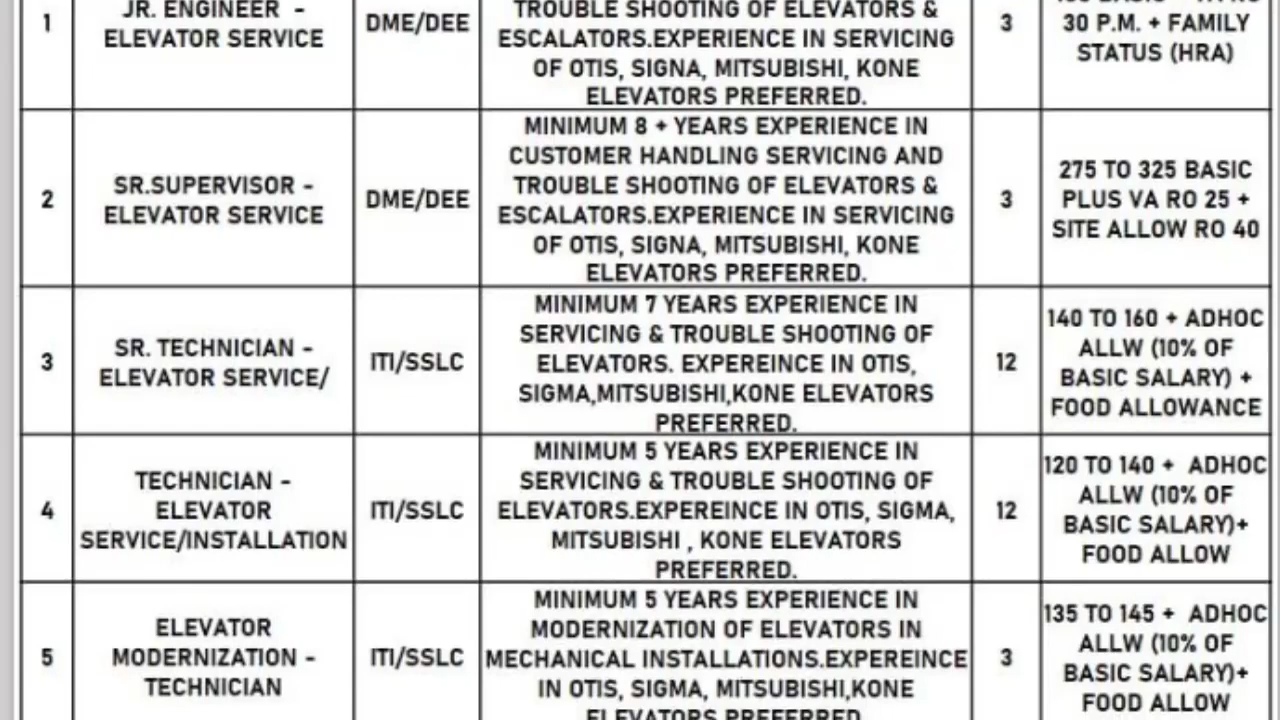 1
JR. ENGINEER -
ELEVATOR SERVICE
DME/DEE
TROUBLE SHOOTING OF ELEVATORS &
ESCALATORS.EXPERIENCE IN SERVICING
OF OTIS, SIGNA, MITSUBISHI, KONE
ELEVATORS PREFERRED.
3
30 P.M. + FAMILY
STATUS (HRA)
2
SR.SUPERVISOR -
ELEVATOR SERVICE
DME/DEE
MINIMUM 8 + YEARS EXPERIENCE IN
CUSTOMER HANDLING SERVICING AND
TROUBLE SHOOTING OF ELEVATORS &
ESCALATORS.EXPERIENCE IN SERVICING
OF OTIS, SIGNA, MITSUBISHI, KONE
ELEVATORS PREFERRED.
3
275 TO 325 BASIC
PLUS VA RO 25 +
SITE ALLOW RO 40
3
SR. TECHNICIAN -
ELEVATOR SERVICE/
ITI/SSLC
MINIMUM 7 YEARS EXPERIENCE IN
SERVICING & TROUBLE SHOOTING OF
ELEVATORS. EXPEREINCE IN OTIS,
SIGMA,MITSUBISHI,KONE ELEVATORS
PREFERRED.
12
140 TO 160 + ADHOC
ALLW (10% OF
BASIC SALARY) +
FOOD ALLOWANCE
4
TECHNICIAN -
ELEVATOR
SERVICE/INSTALLATION
ITI/SSLC
MINIMUM 5 YEARS EXPERIENCE IN
SERVICING & TROUBLE SHOOTING OF
ELEVATORS.EXPEREINCE IN OTIS, SIGMA,
MITSUBISHI , KONE ELEVATORS
PREFERRED.
12
120 TO 140 + ADHOC
ALLW (10% OF
BASIC SALARY)+
FOOD ALLOW
5
ELEVATOR
MODERNIZATION -
TECHNICIAN
ITI/SSLC
MINIMUM 5 YEARS EXPERIENCE IN
MODERNIZATION OF ELEVATORS IN
MECHANICAL INSTALLATIONS.EXPEREINCE
IN OTIS, SIGMA, MITSUBISHI,KONE
ELEVATORS PREFERRED
3
135 TO 145 + ADHOC
ALLW (10% OF
BASIC SALARY)+
FOOD ALLOW